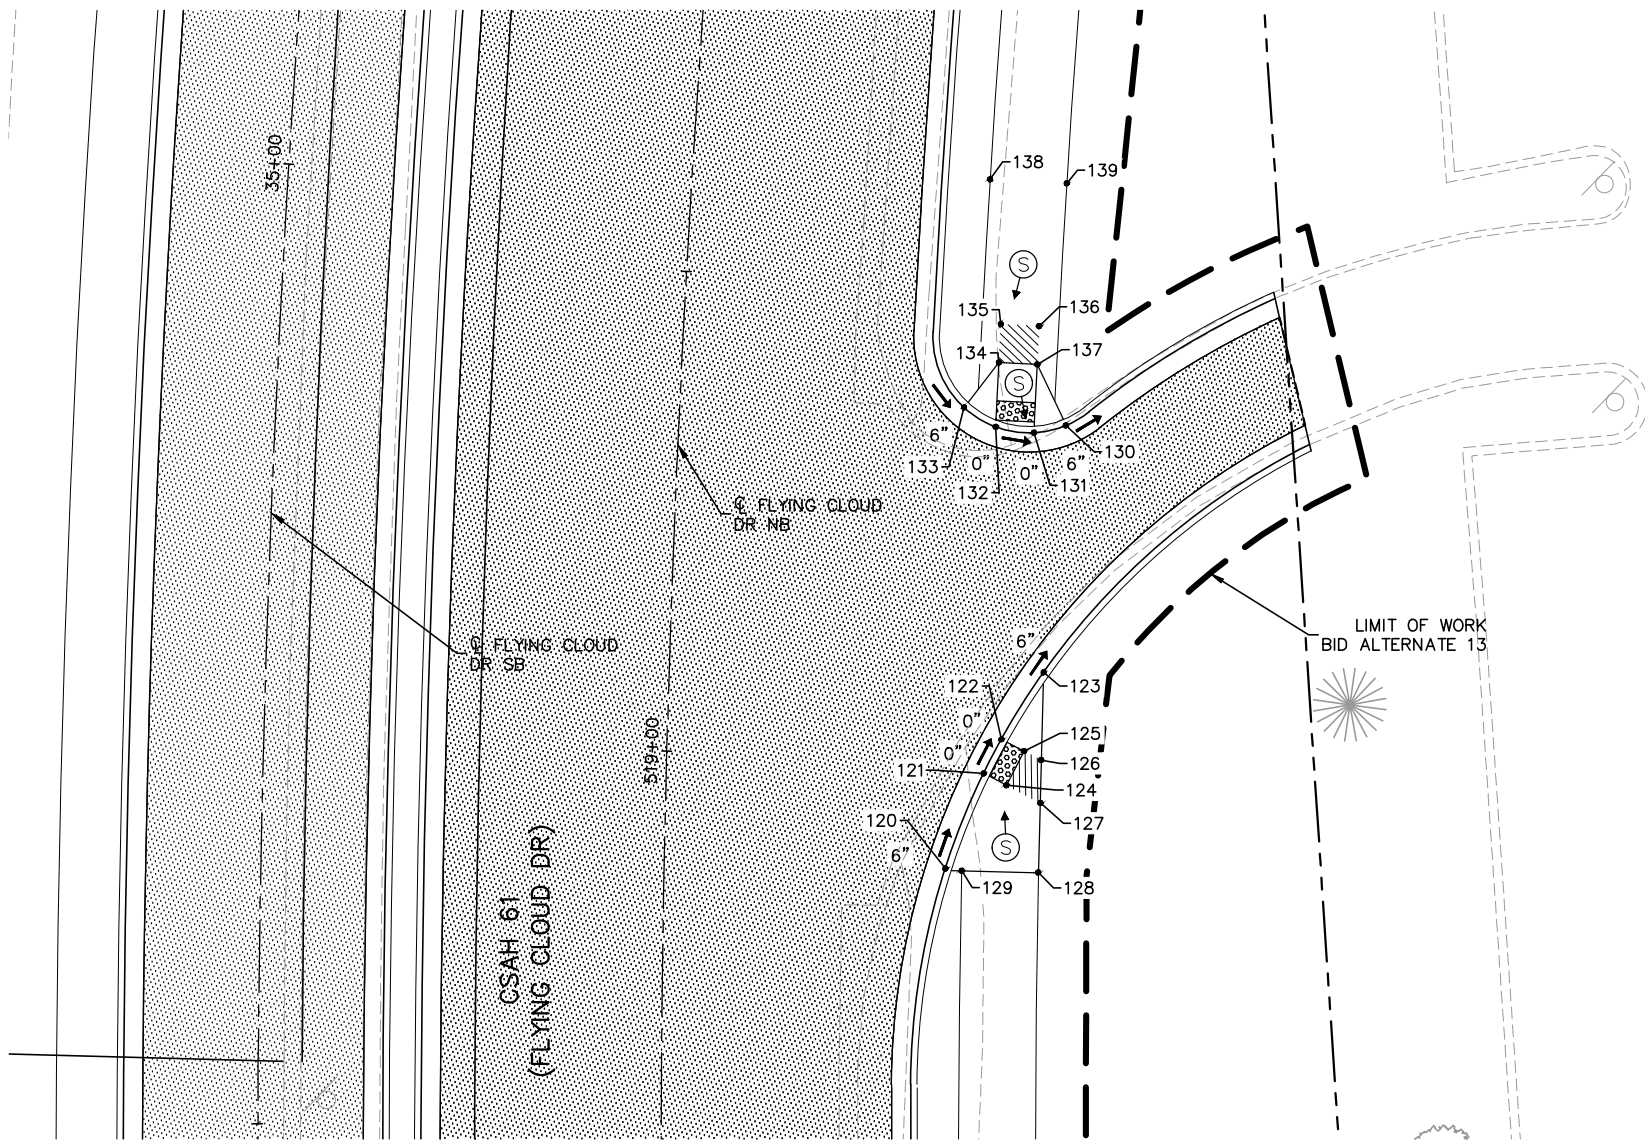 35+00
138
139
S
135
136
134
137
S
6"
133
0"
132
0"
131
6"
130
℄ FLYING CLOUD
DR NB
℄ FLYING CLOUD
DR SB
LIMIT OF WORK
BID ALTERNATE 13
6"
122
123
0"
0"
125
121
126
124
127
519+00
120
6"
S
129
128
CSAH 61
(FLYING CLOUD DR)